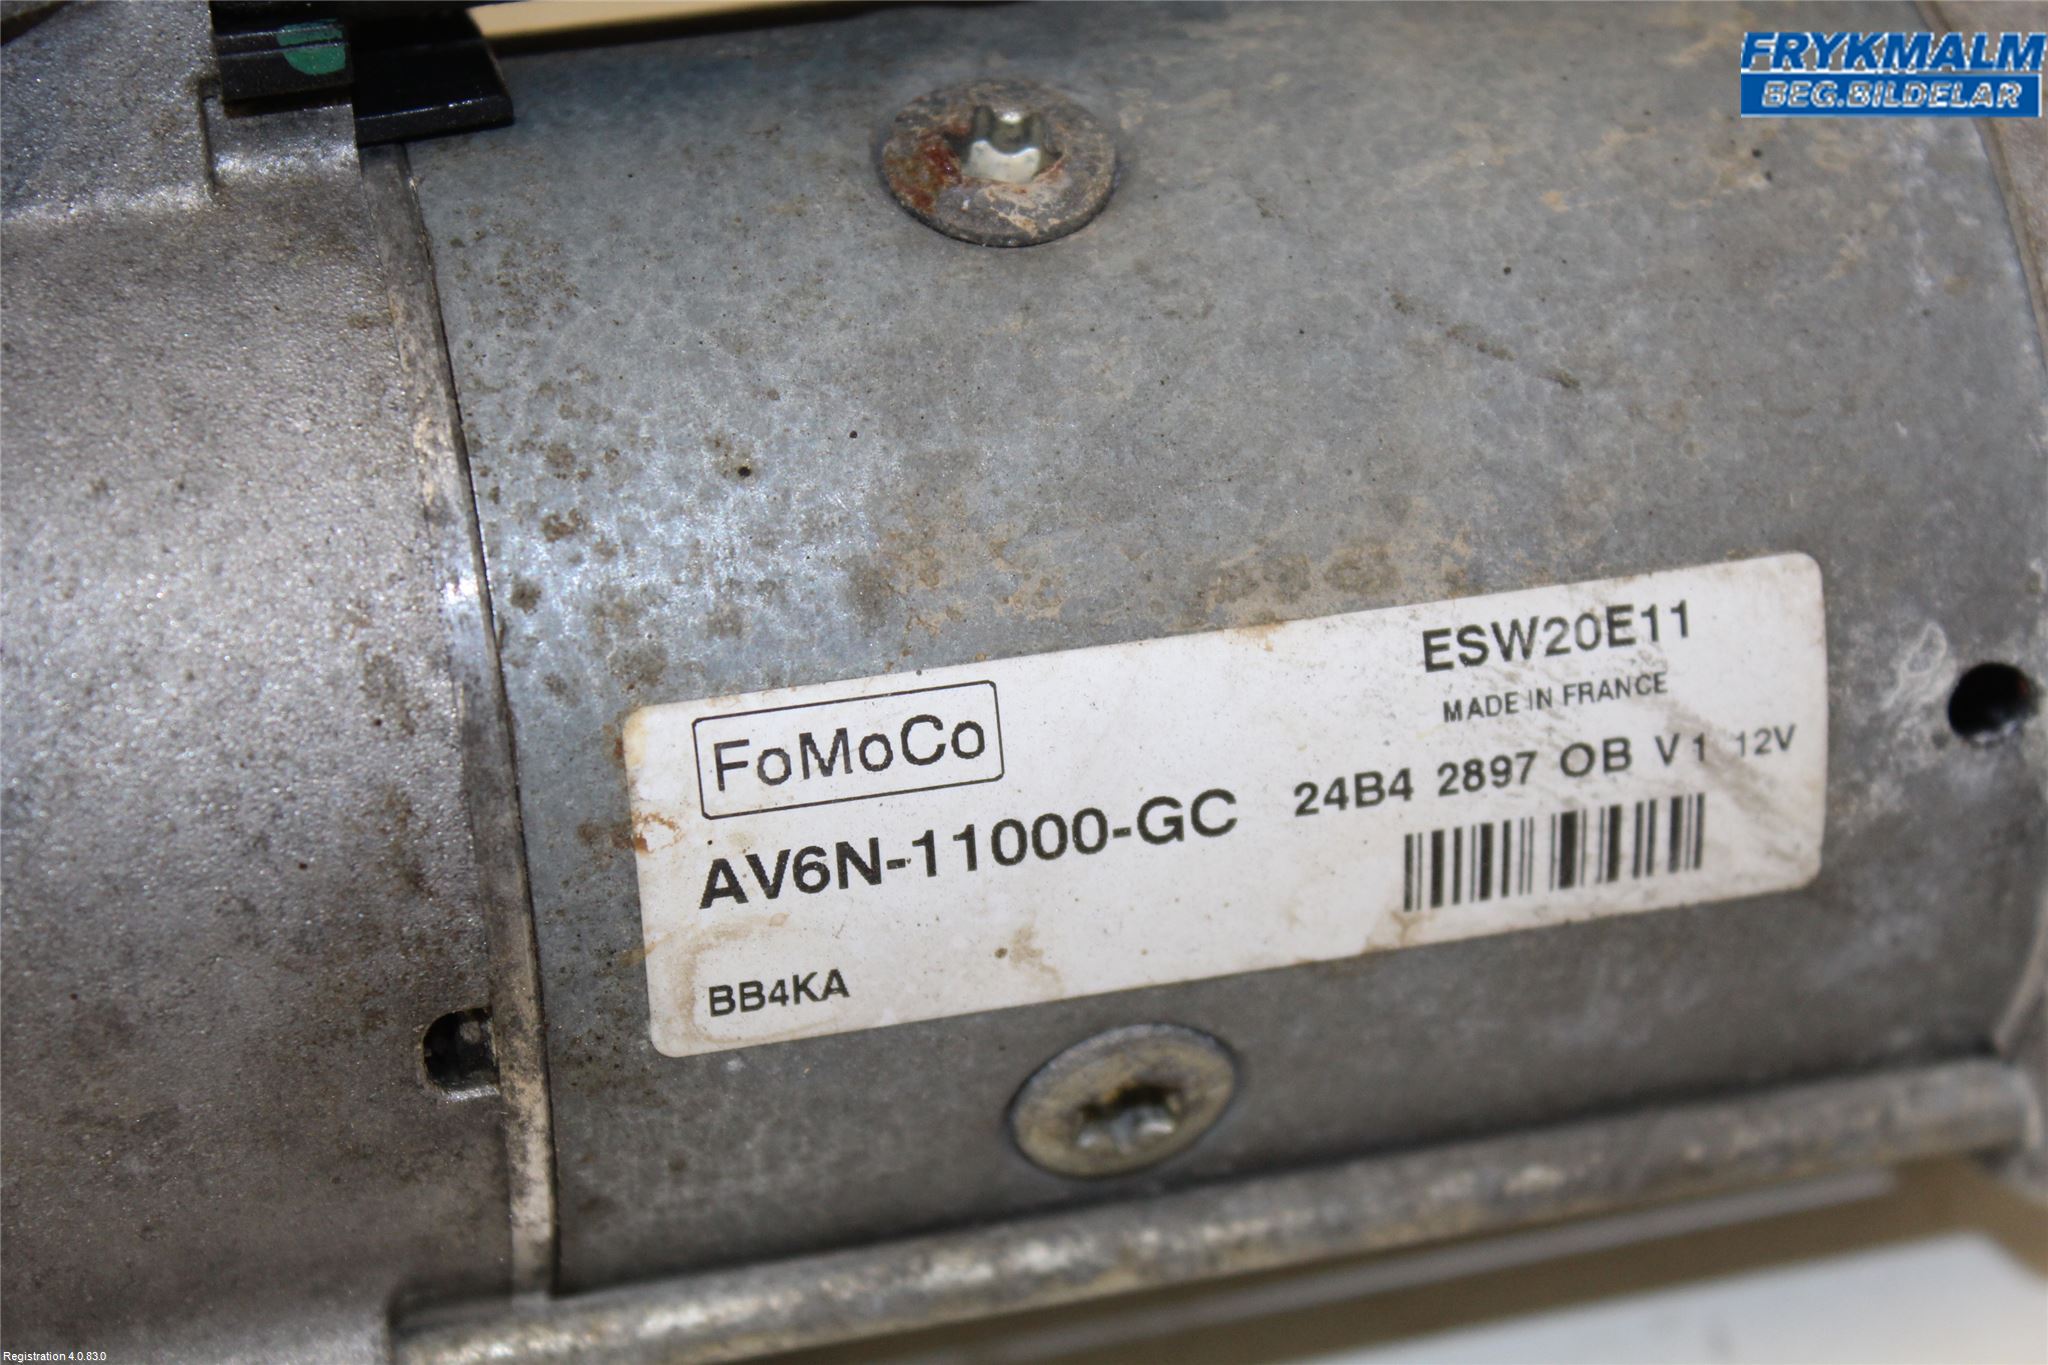 FRYKMALM
BEG.BILDELAR
ESW20E11
MADE IN FRANCE
FoMoCo
24B4 2897 OB V1 12V
AV6N-11000-GC
BB4KA
Registration 4.0.83.0